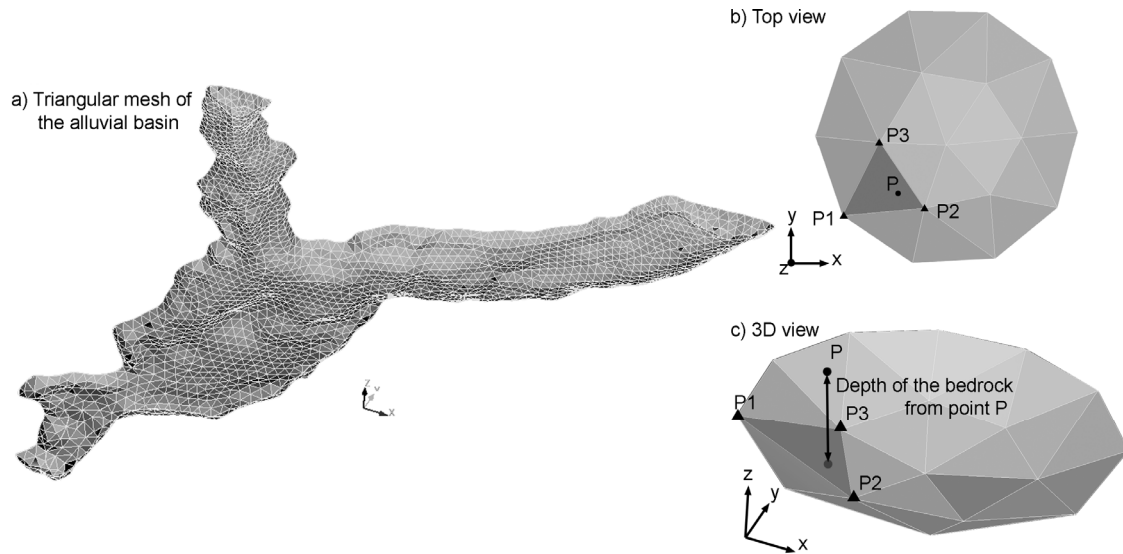 a) Triangular mesh of
the alluvial basin
z
y
x
b) Top view
P3
P
P1
P2
y
z
x
c) 3D view
P
Depth of the bedrock
from point P
P1
P3
P2
z
y
x